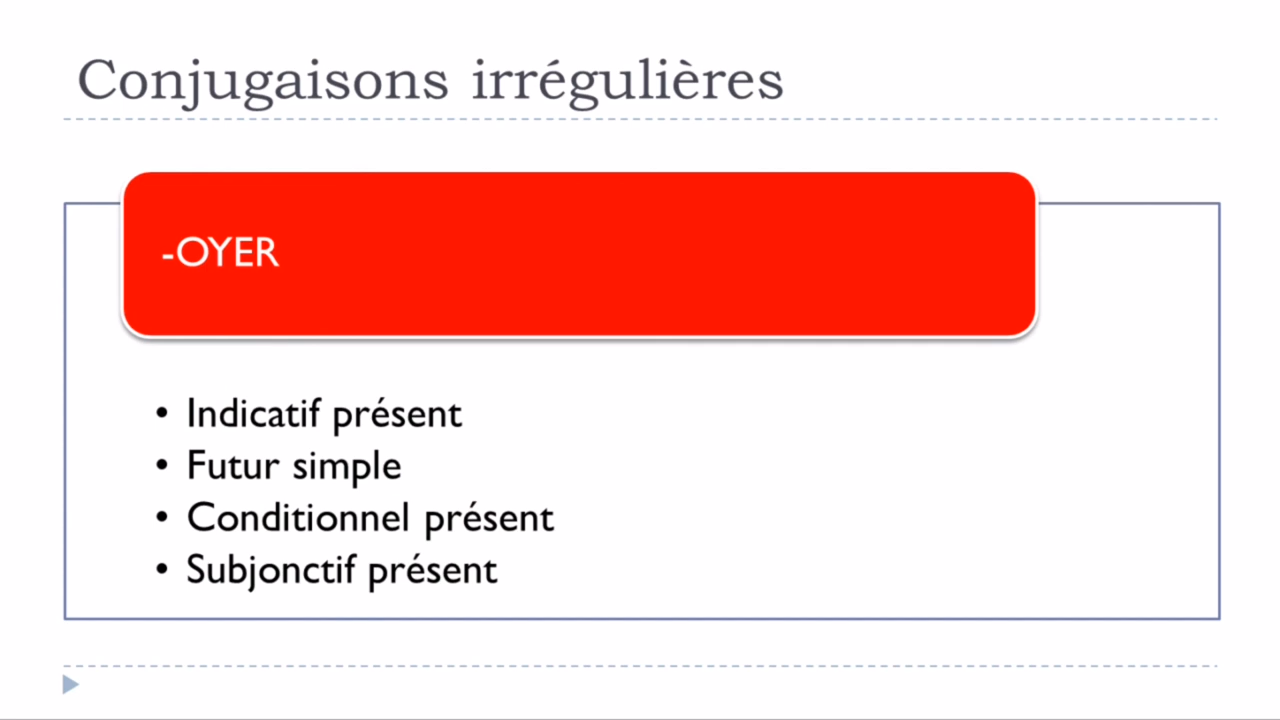 Conjugaisons irrégulières
-OYER
• Indicatif présent
• Futur simple
• Conditionnel présent
• Subjonctif présent